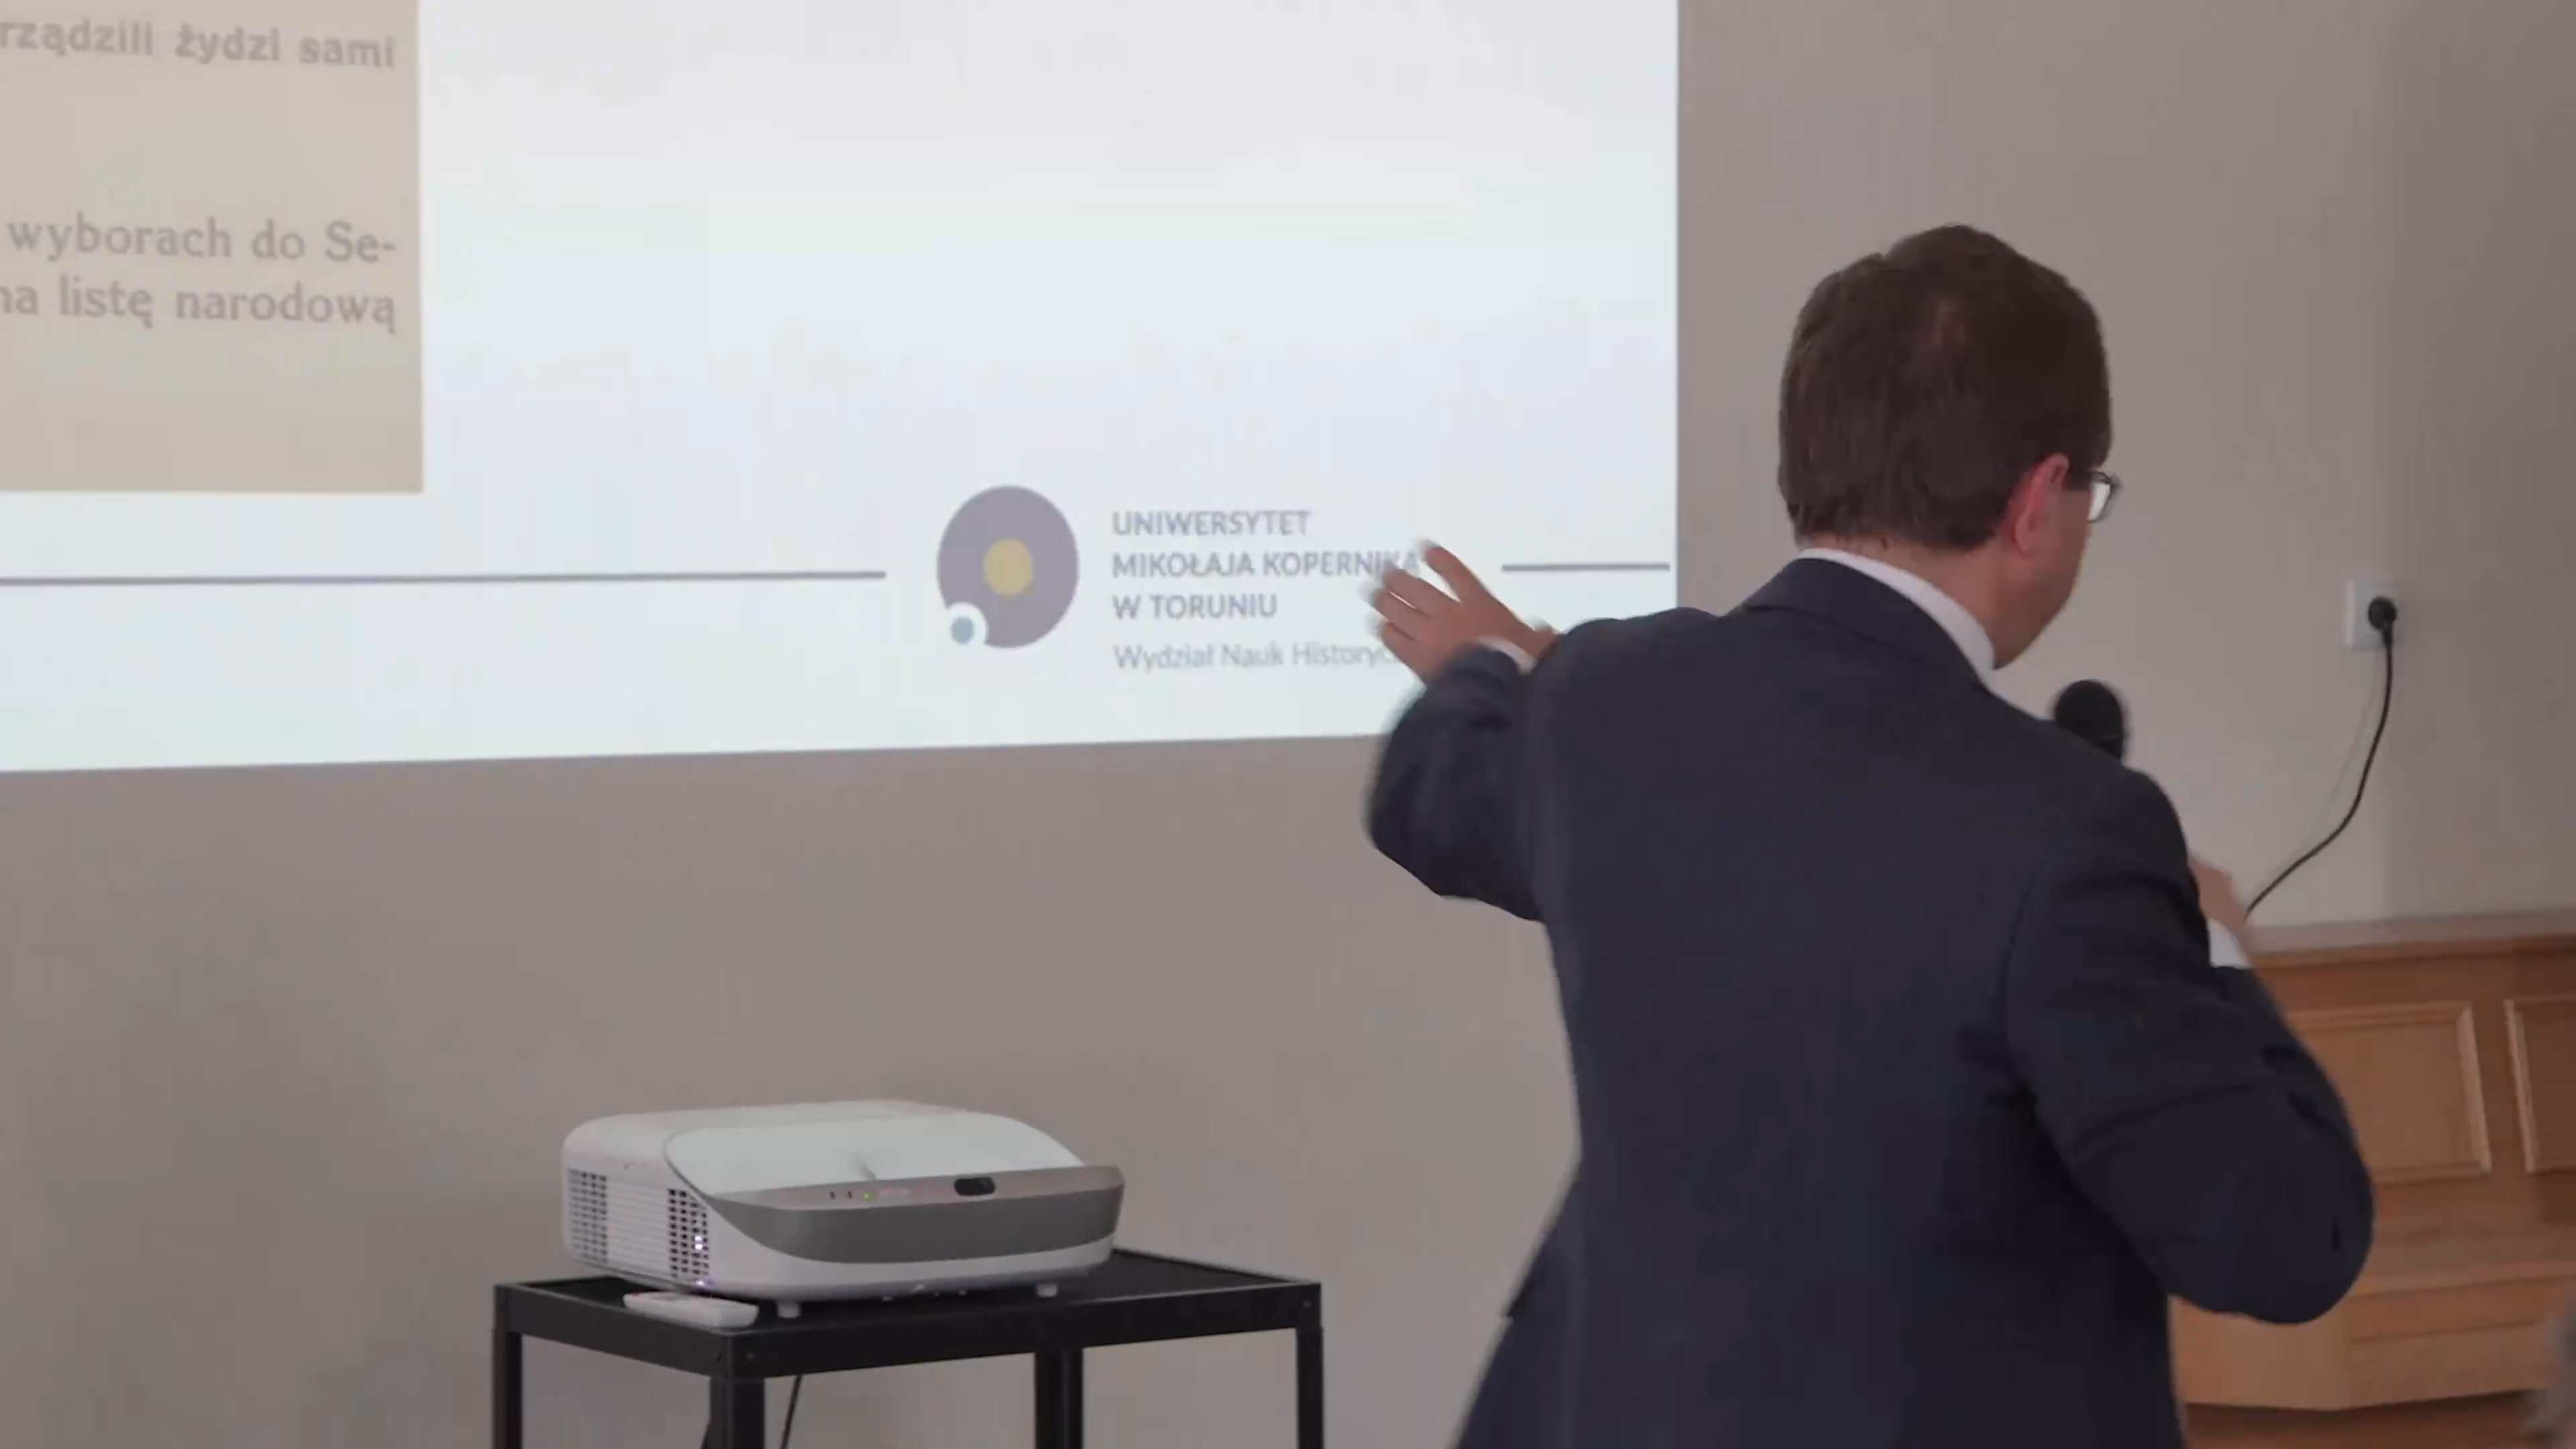 rządzili żydzi sami
wyborach do Se-
na listę narodową
UNIWERSYTET
MIKOŁAJA KOPERNIKA
W TORUNIU
Wydział Nauk